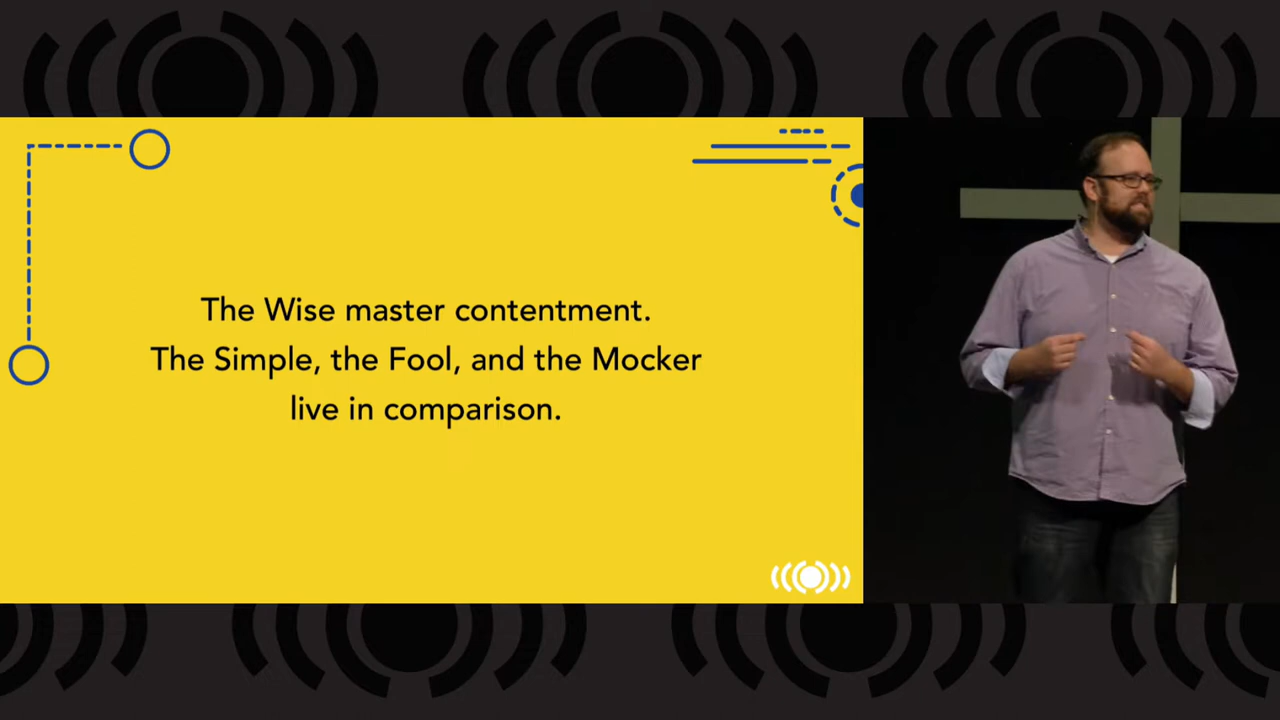 The Wise master contentment.
The Simple, the Fool, and the Mocker
live in comparison.